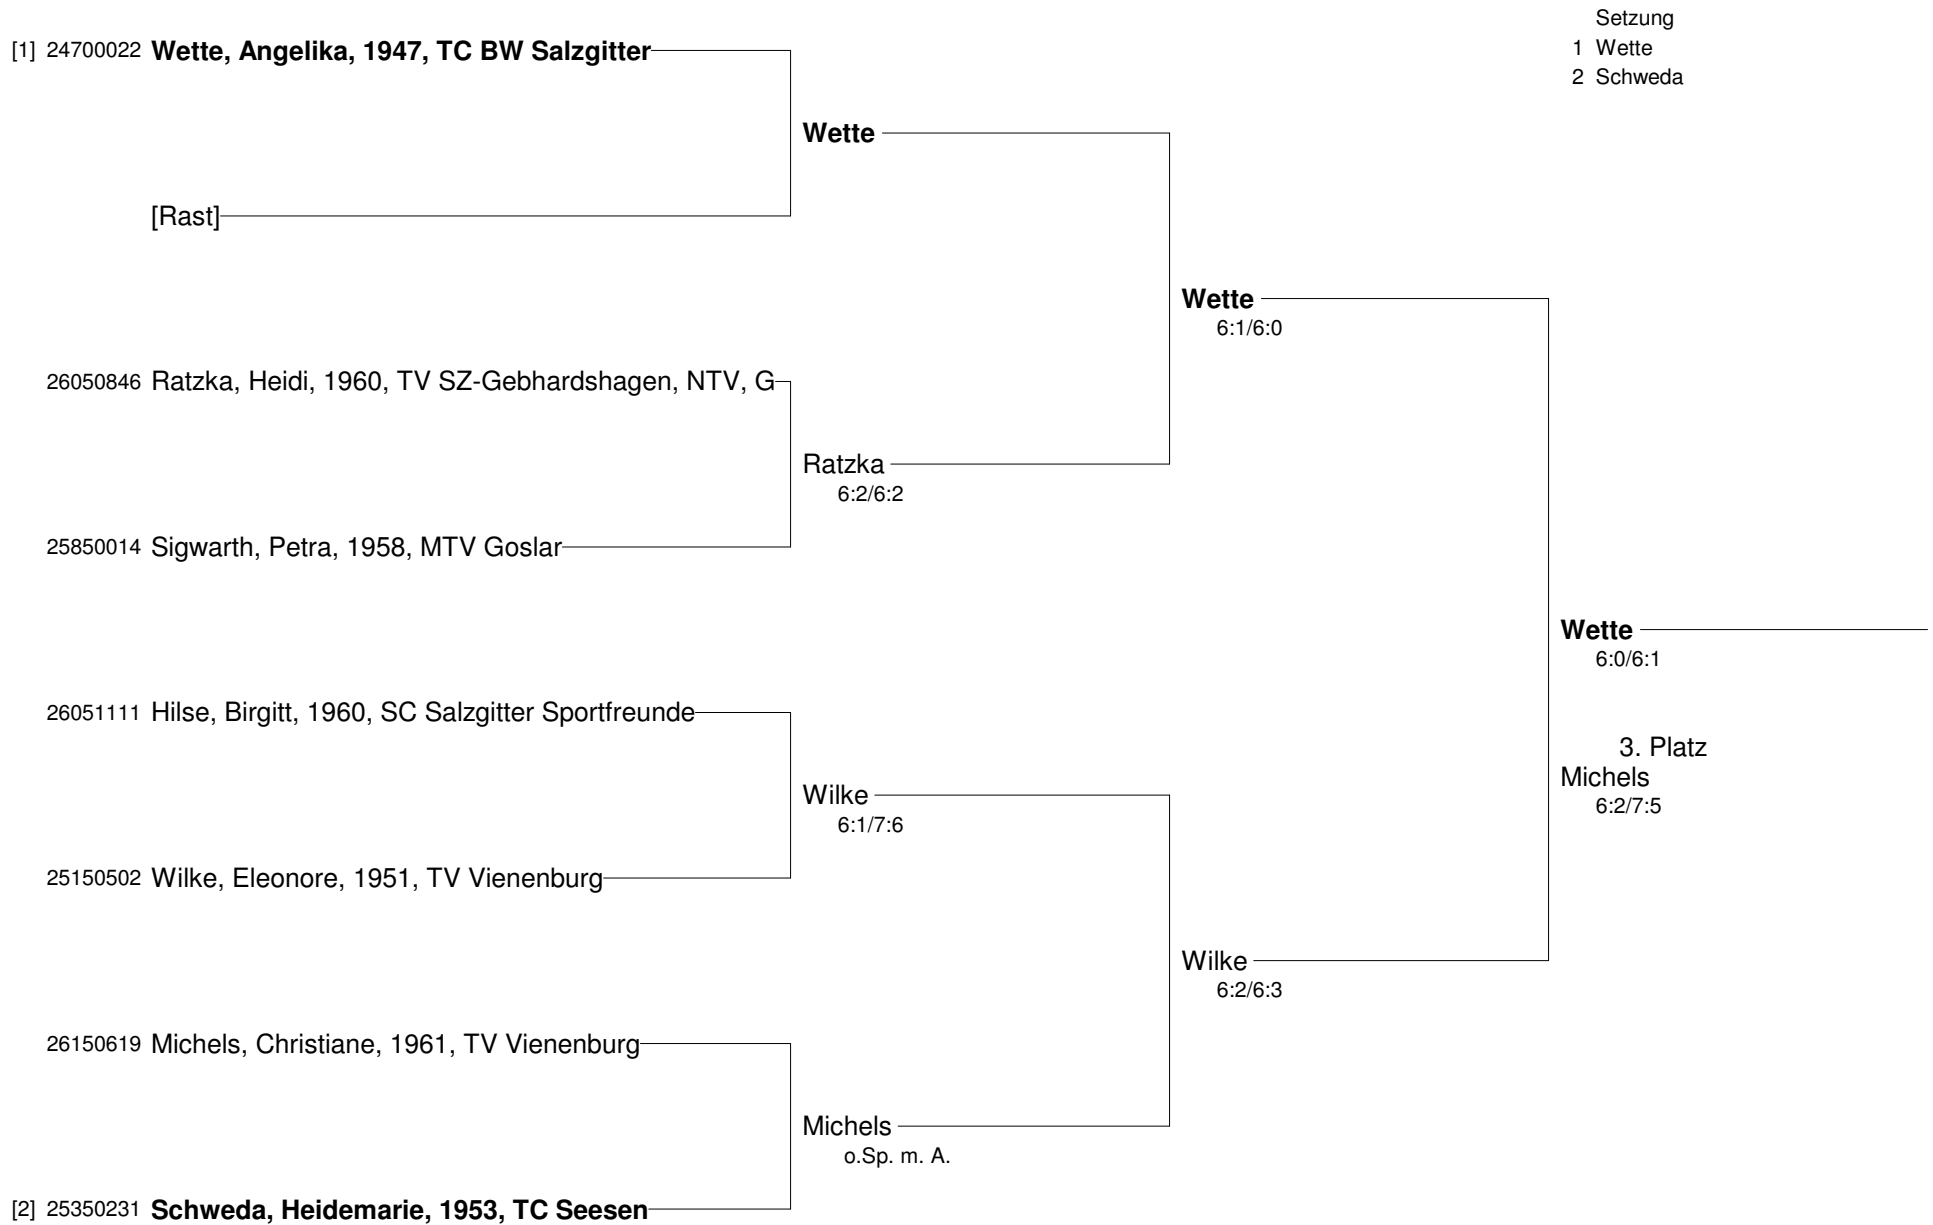 Setzung
1 Wette
2 Schweda
[1] 24700022 Wette, Angelika, 1947, TC BW Salzgitter
Wette
[Rast]
Wette
6:1/6:0
26050846 Ratzka, Heidi, 1960, TV SZ-Gebhardshagen, NTV, G
Ratzka
6:2/6:2
25850014 Sigwarth, Petra, 1958, MTV Goslar
Wette
6:0/6:1
26051111 Hilse, Birgitt, 1960, SC Salzgitter Sportfreunde
3. Platz
Michels
6:2/7:5
Wilke
6:1/7:6
25150502 Wilke, Eleonore, 1951, TV Vienenburg
Wilke
6:2/6:3
26150619 Michels, Christiane, 1961, TV Vienenburg
Michels
o.Sp. m. A.
[2] 25350231 Schweda, Heidemarie, 1953, TC Seesen